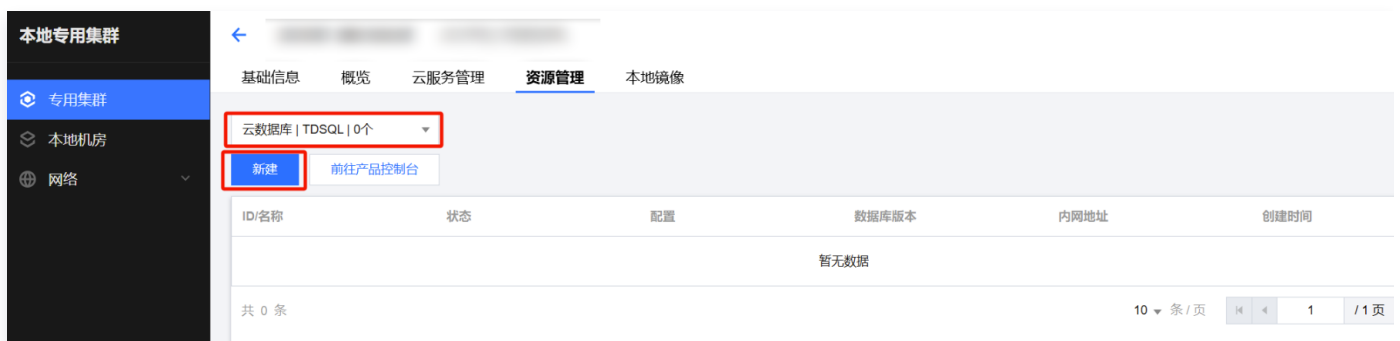 本地专用集群
专用集群
本地机房
网络
基础信息 概览 云服务管理 资源管理 本地镜像
云数据库 | TDSQL | 0个
新建 前往产品控制台
ID/名称 状态 配置 数据库版本 内网地址 创建时间
暂无数据
共 0 条 10 条 / 页 1 / 1 页